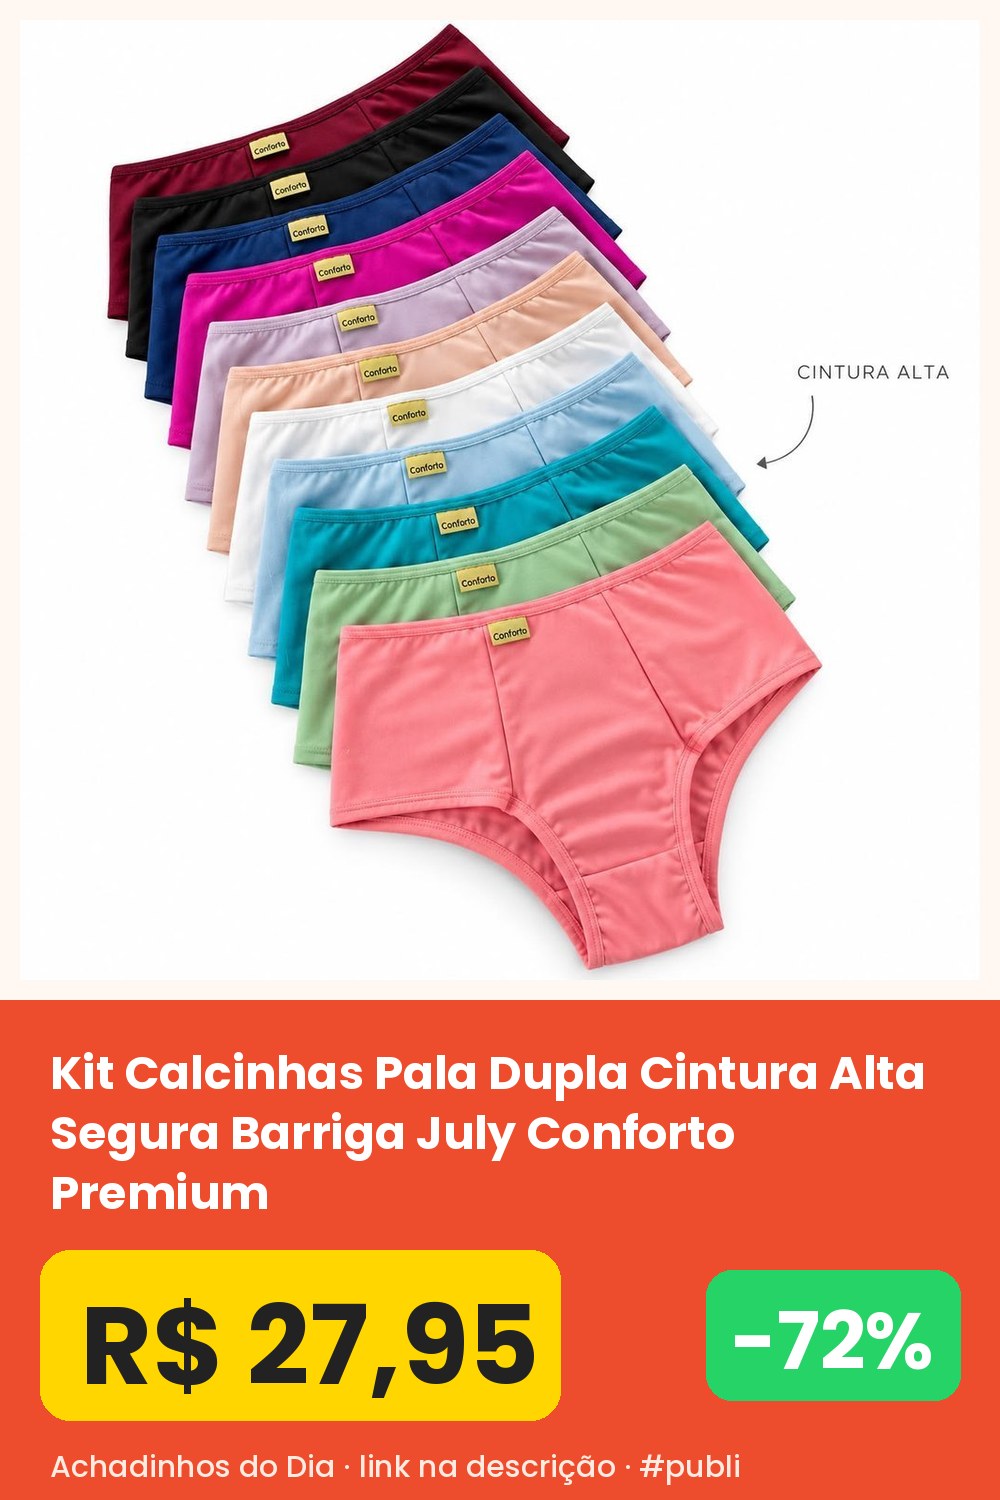 Conforto
Conforto
Conforto
Conforto
Conforto
Conforto
Conforto
Conforto
Conforto
Conforto
Conforto
CINTURA ALTA
Kit Calcinhas Pala Dupla Cintura Alta
Segura Barriga July Conforto
Premium
R$ 27,95
-72%
Achadinhos do Dia · link na descrição · #publi